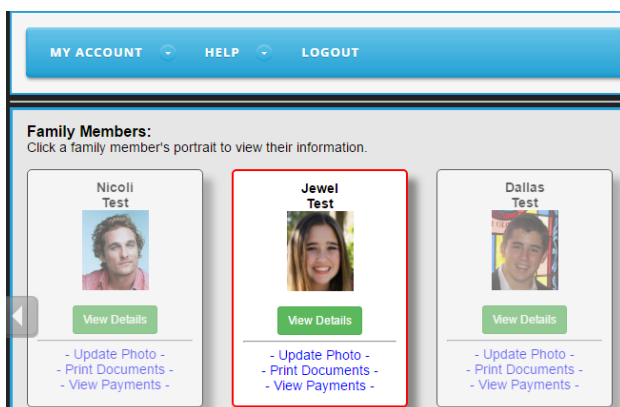 MY ACCOUNT HELP LOGOUT
Family Members:
Click a family member's portrait to view their information.
Nicoli
Test
View Details
- Update Photo -
- Print Documents -
- View Payments -
Jewel
Test
View Details
- Update Photo -
- Print Documents -
- View Payments -
Dallas
Test
View Details
- Update Photo -
- Print Documents -
- View Payments -